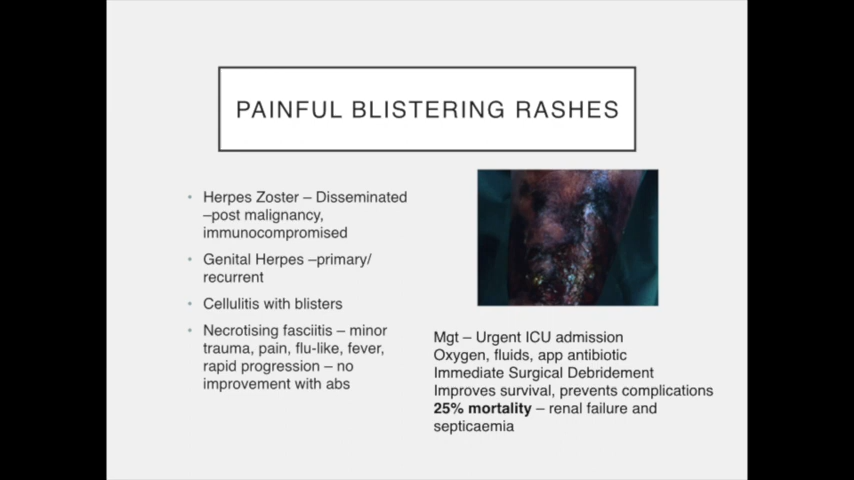 PAINFUL BLISTERING RASHES
• Herpes Zoster – Disseminated
–post malignancy,
immunocompromised
• Genital Herpes –primary/
recurrent
• Cellulitis with blisters
• Necrotising fasciitis – minor
trauma, pain, flu-like, fever,
rapid progression – no
improvement with abs
Mgt – Urgent ICU admission
Oxygen, fluids, app antibiotic
Immediate Surgical Debridement
Improves survival, prevents complications
25% mortality – renal failure and
septicaemia